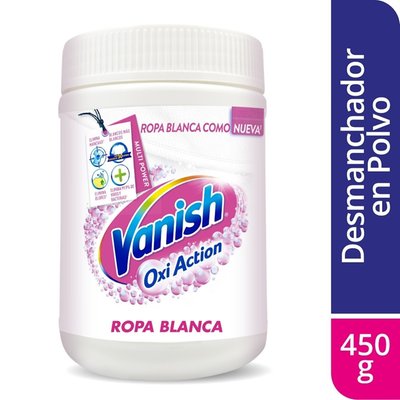 ROPA BLANCA COMO NUEVA*
MULTI POWER
Vanish
Oxi Action
ROPA BLANCA
Desmanchador
en Polvo
450
g